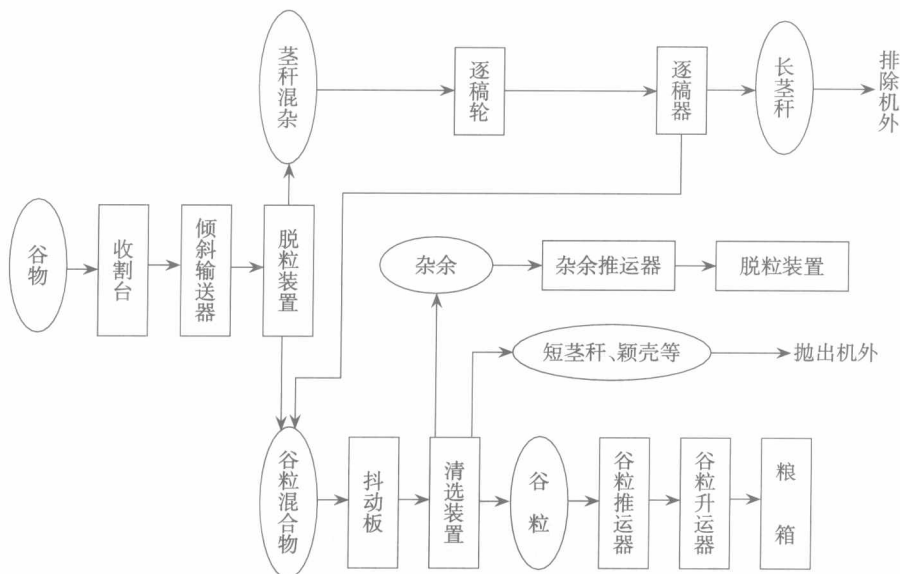 茎秆混杂
逐稿轮
逐稿器
长茎秆
排除机外
谷物
收割台
倾斜输送器
脱粒装置
杂余
杂余推运器
脱粒装置
短茎秆、颖壳等
抛出机外
谷粒混合物
抖动板
清选装置
谷粒
谷粒推运器
谷粒升运器
粮箱